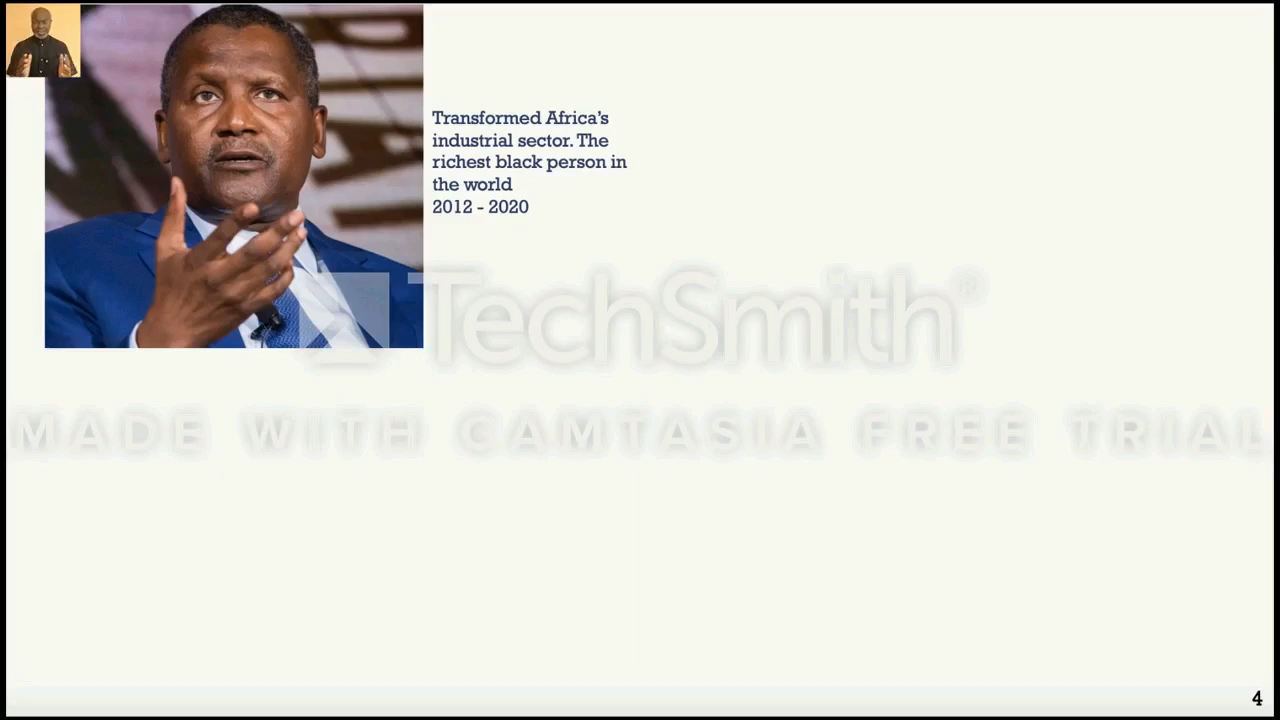 Transformed Africa's
industrial sector. The
richest black person in
the world
2012 - 2020
TechSmith®
MADE WITH CAMTASIA FREE TRIAL
4